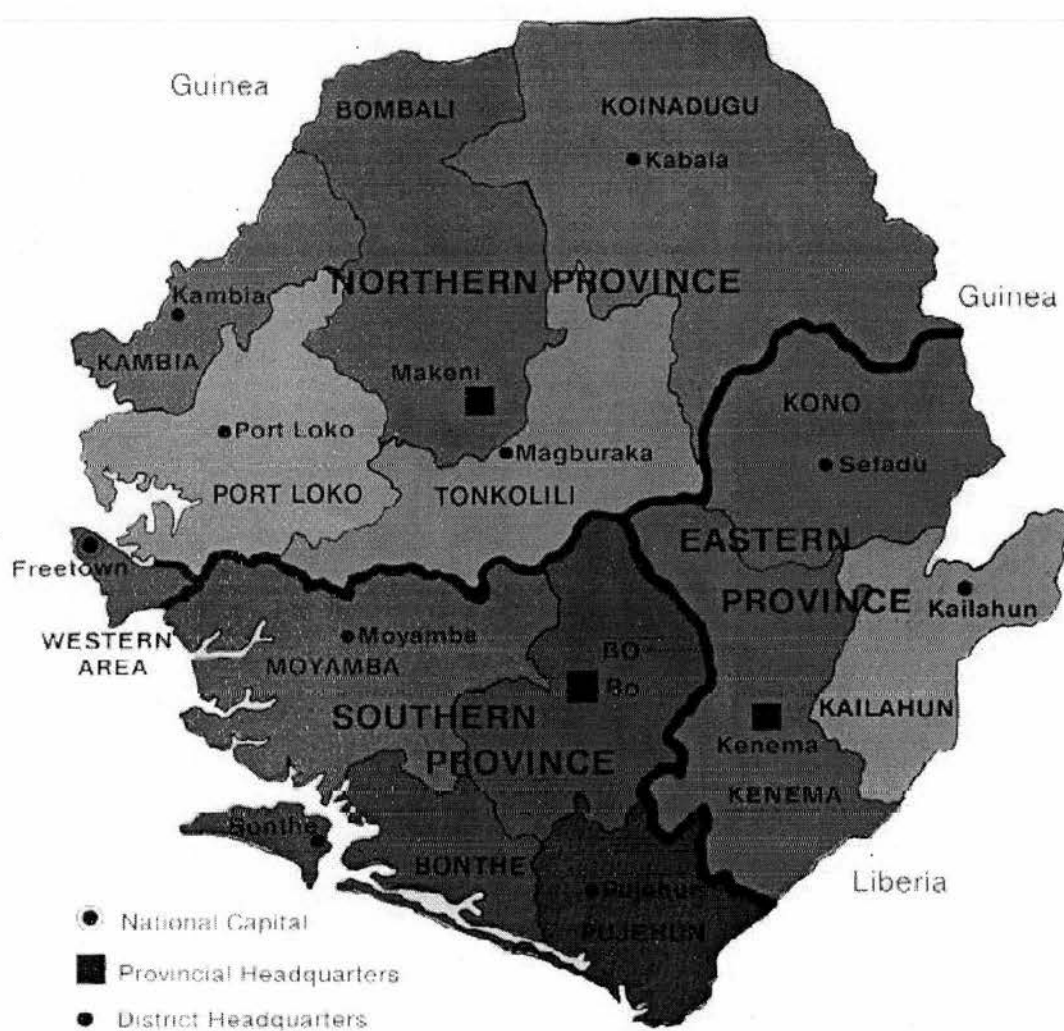 Guinea
BOMBALI
KOINADUGU
Kabala
NORTHERN PROVINCE
Kambia
Guinea
KAMBIA
Makeni
KONO
Port Loko
Magburaka
Sefadu
PORT LOKO
TONKOLILI
EASTERN
PROVINCE
Freetown
Kailahun
WESTERN
AREA
Moyamba
MOYAMBA
BO
Bo
KAILAHUN
SOUTHERN
PROVINCE
Kenema
KENEMA
Bonthe
BONTHE
Liberia
Pujehun
PUJEHUN
National Capital
Provincial Headquarters
District Headquarters